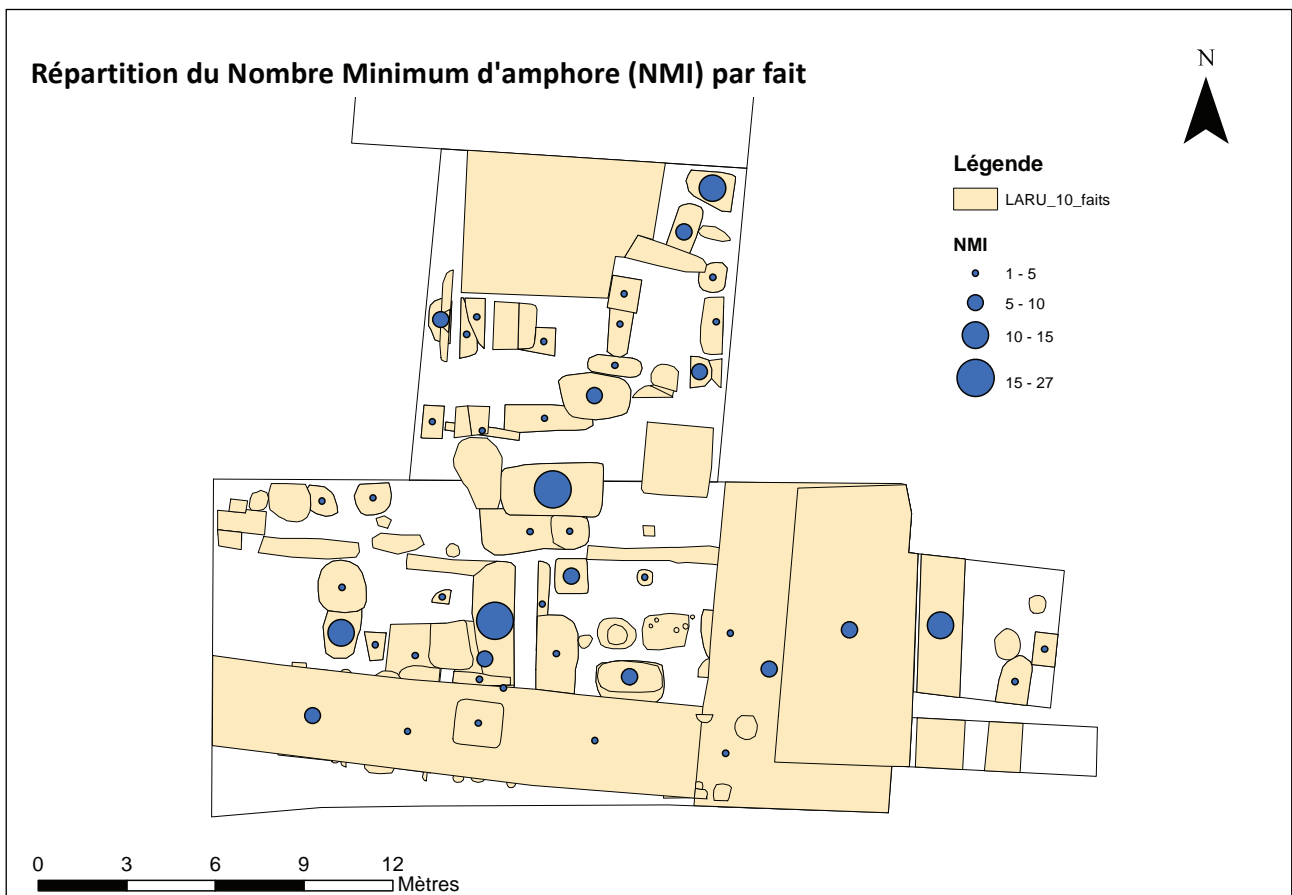 Répartition du Nombre Minimum d'amphore (NMI) par fait
N
Légende
LARU_10_faits
NMI
1 - 5
5 - 10
10 - 15
15 - 27
0 3 6 9 12
Mètres